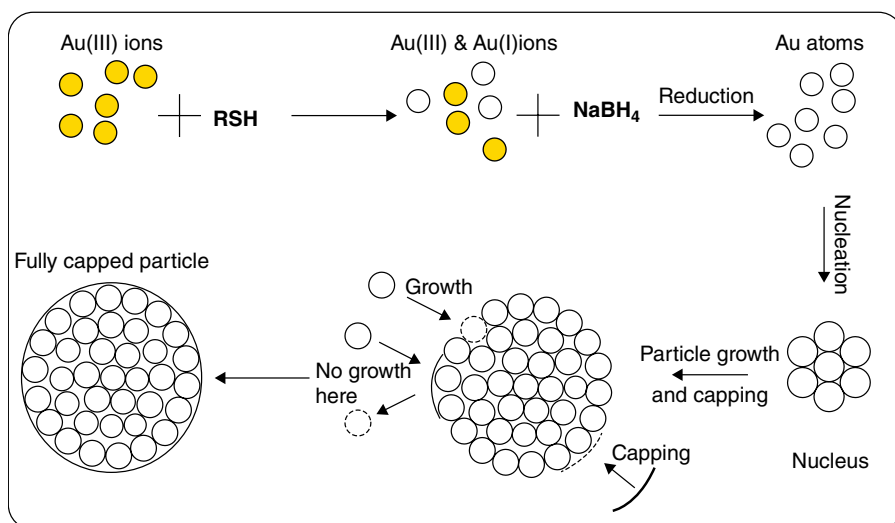 Au(III) ions
Au(III) & Au(I)ions
Au atoms
RSH
NaBH₄
Reduction
Nucleation
Fully capped particle
Growth
No growth
here
Particle growth
and capping
Capping
Nucleus